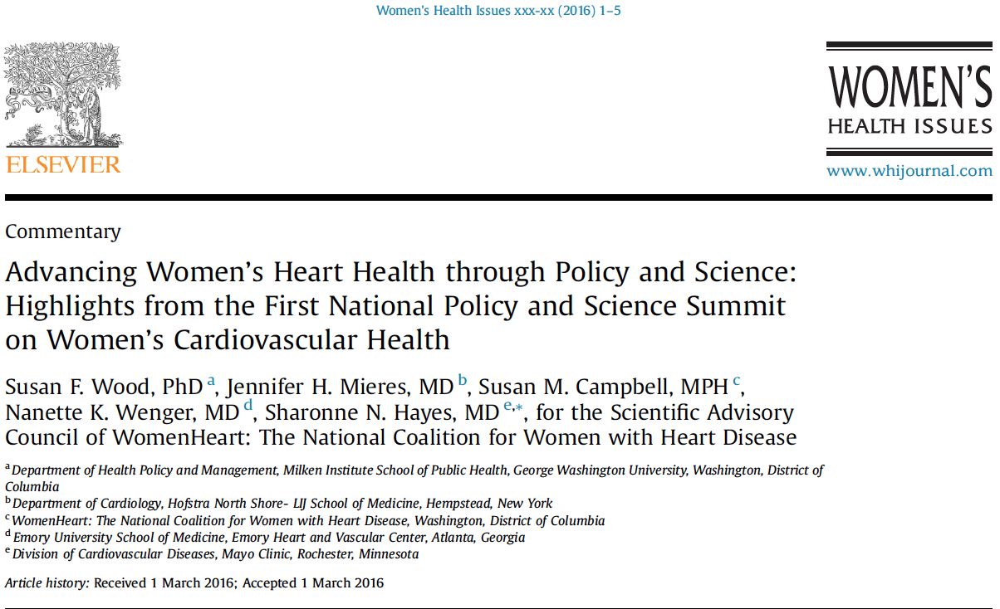 Women's Health Issues xxx-xx (2016) 1–5
NON SOLUS
ELSEVIER
WOMEN'S
HEALTH ISSUES
www.whijournal.com
Commentary
Advancing Women's Heart Health through Policy and Science:
Highlights from the First National Policy and Science Summit
on Women's Cardiovascular Health
Susan F. Wood, PhD a, Jennifer H. Mieres, MD b, Susan M. Campbell, MPH c,
Nanette K. Wenger, MD d, Sharonne N. Hayes, MD e,*, for the Scientific Advisory
Council of WomenHeart: The National Coalition for Women with Heart Disease
a Department of Health Policy and Management, Milken Institute School of Public Health, George Washington University, Washington, District of
Columbia
b Department of Cardiology, Hofstra North Shore- LIJ School of Medicine, Hempstead, New York
c WomenHeart: The National Coalition for Women with Heart Disease, Washington, District of Columbia
d Emory University School of Medicine, Emory Heart and Vascular Center, Atlanta, Georgia
e Division of Cardiovascular Diseases, Mayo Clinic, Rochester, Minnesota
Article history: Received 1 March 2016; Accepted 1 March 2016